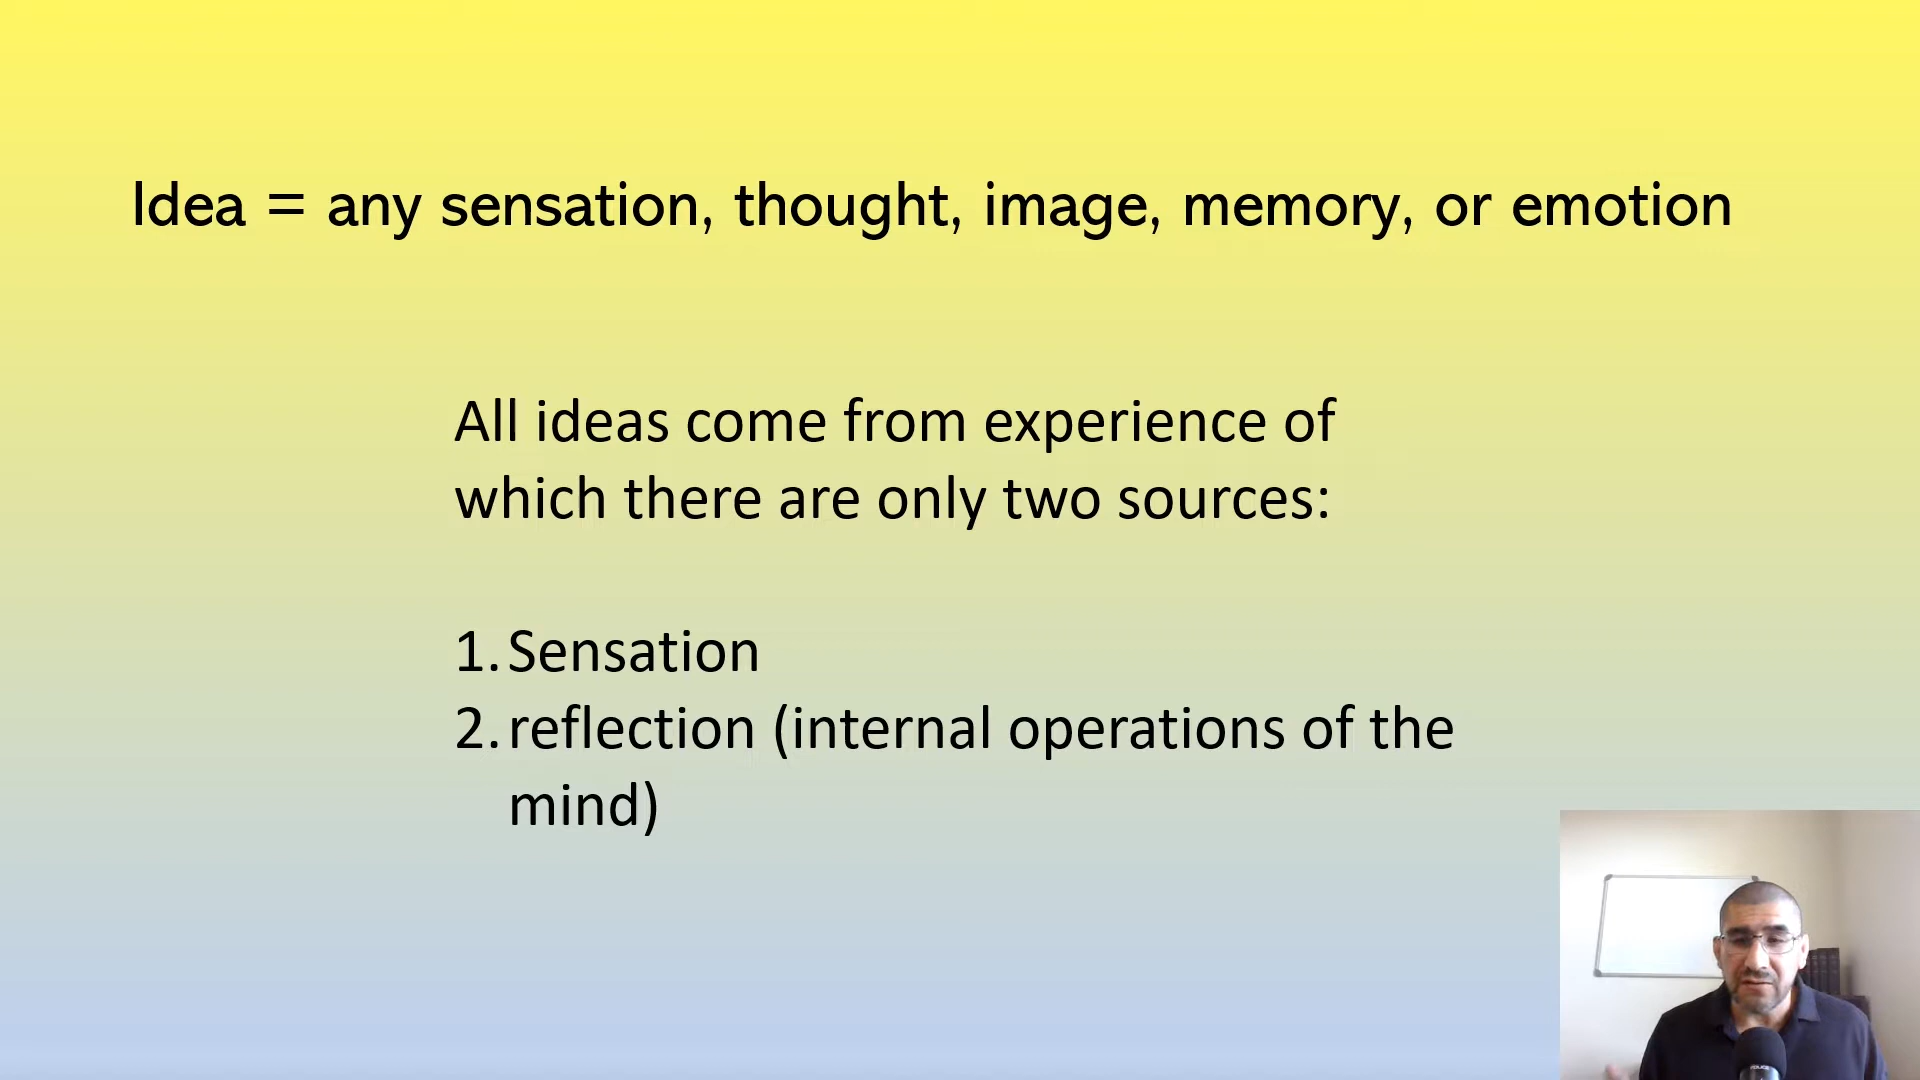 Idea = any sensation, thought, image, memory, or emotion
All ideas come from experience of
which there are only two sources:
1. Sensation
2. reflection (internal operations of the
mind)